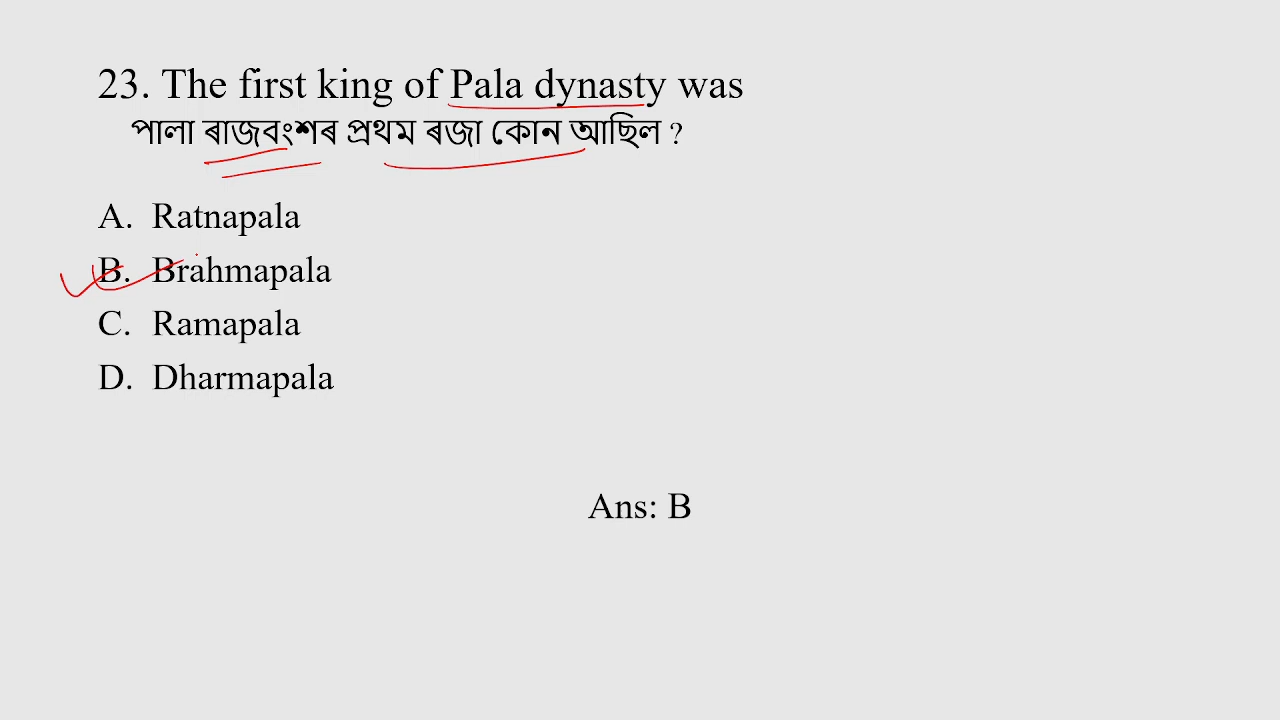 23. The first king of Pala dynasty was
পালা ৰাজবংশৰ প্ৰথম ৰজা কোন আছিল ?
A. Ratnapala
B. Brahmapala
C. Ramapala
D. Dharmapala
Ans: B